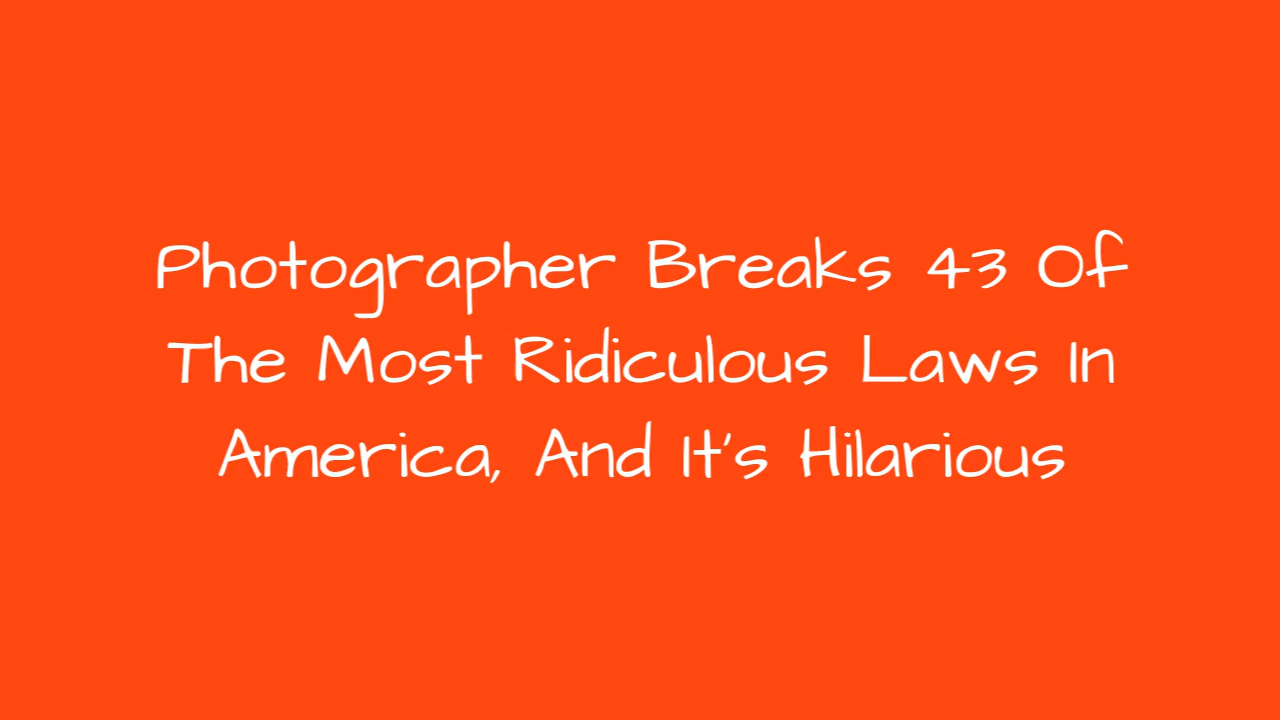 Photographer Breaks 43 Of
The Most Ridiculous Laws In
America, And It's Hilarious